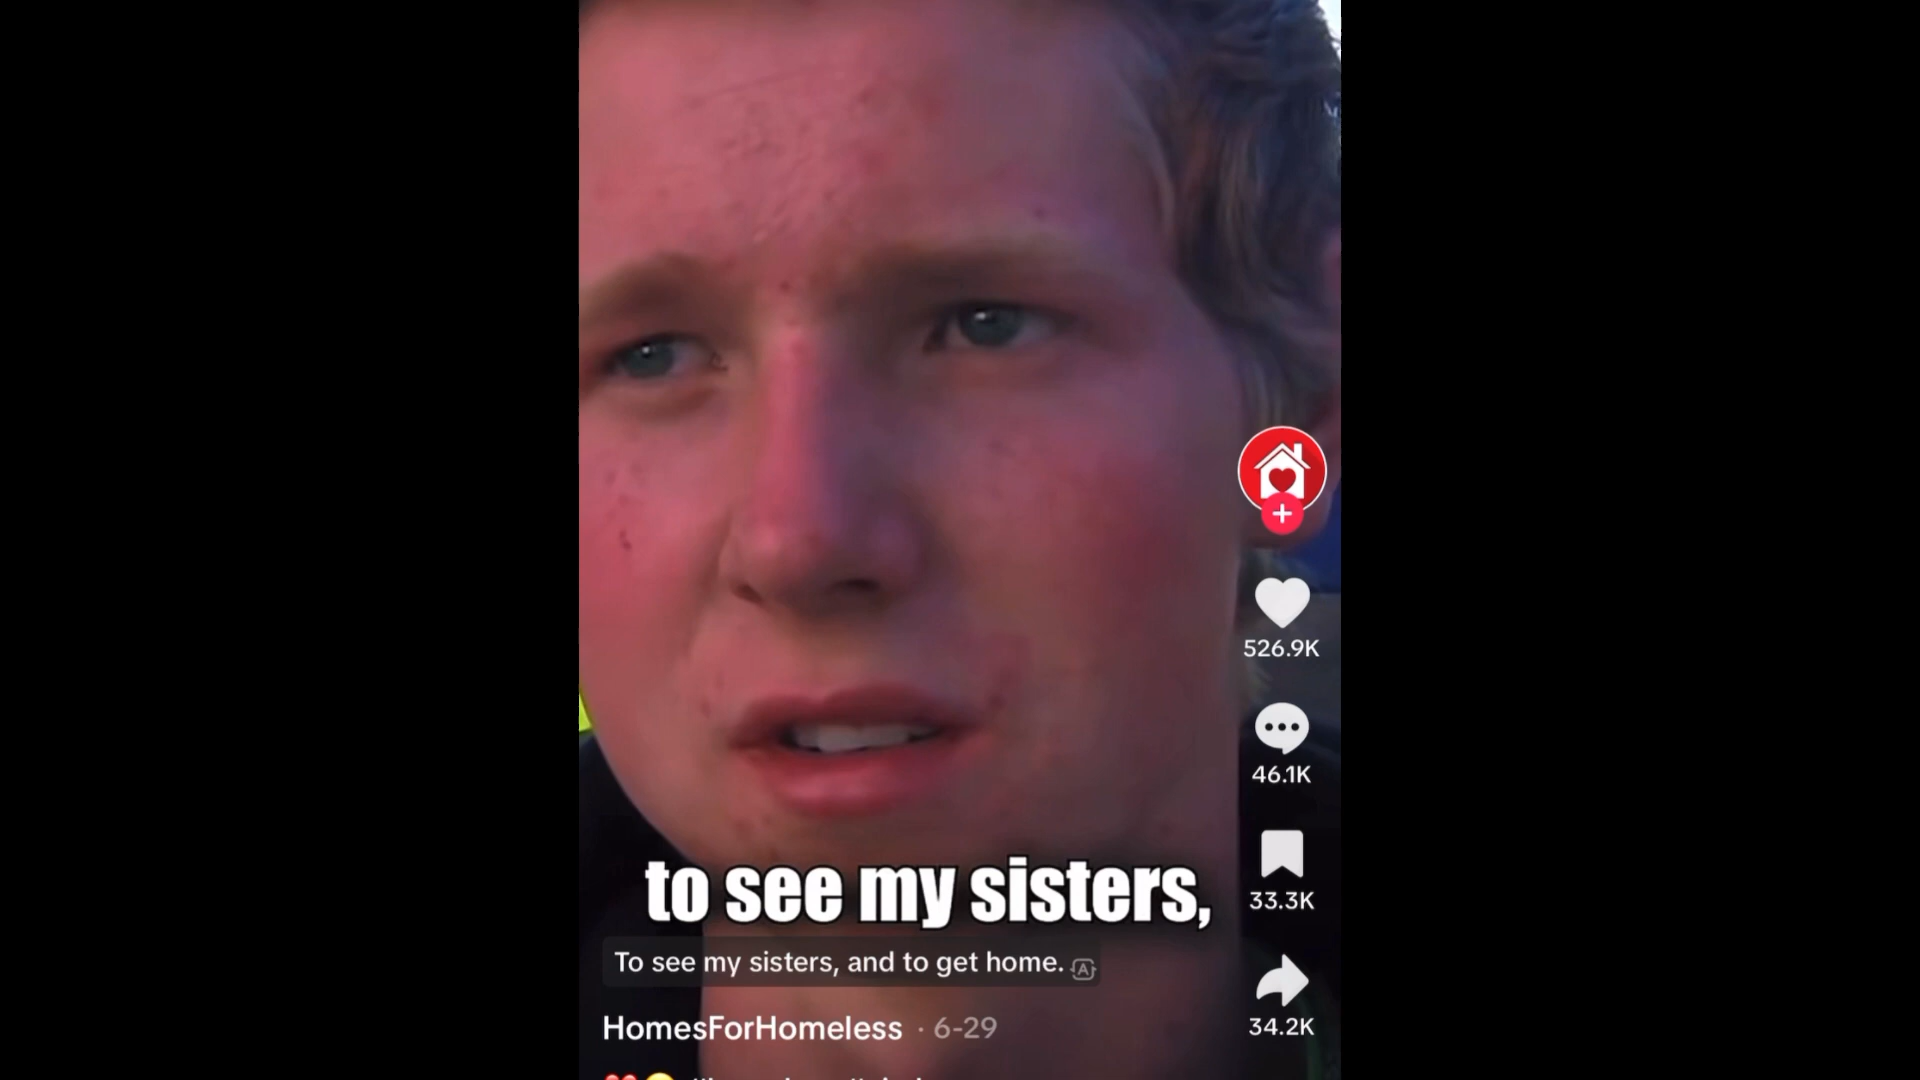 526.9K
46.1K
to see my sisters,
33.3K
To see my sisters, and to get home.
HomesForHomeless · 6-29
34.2K